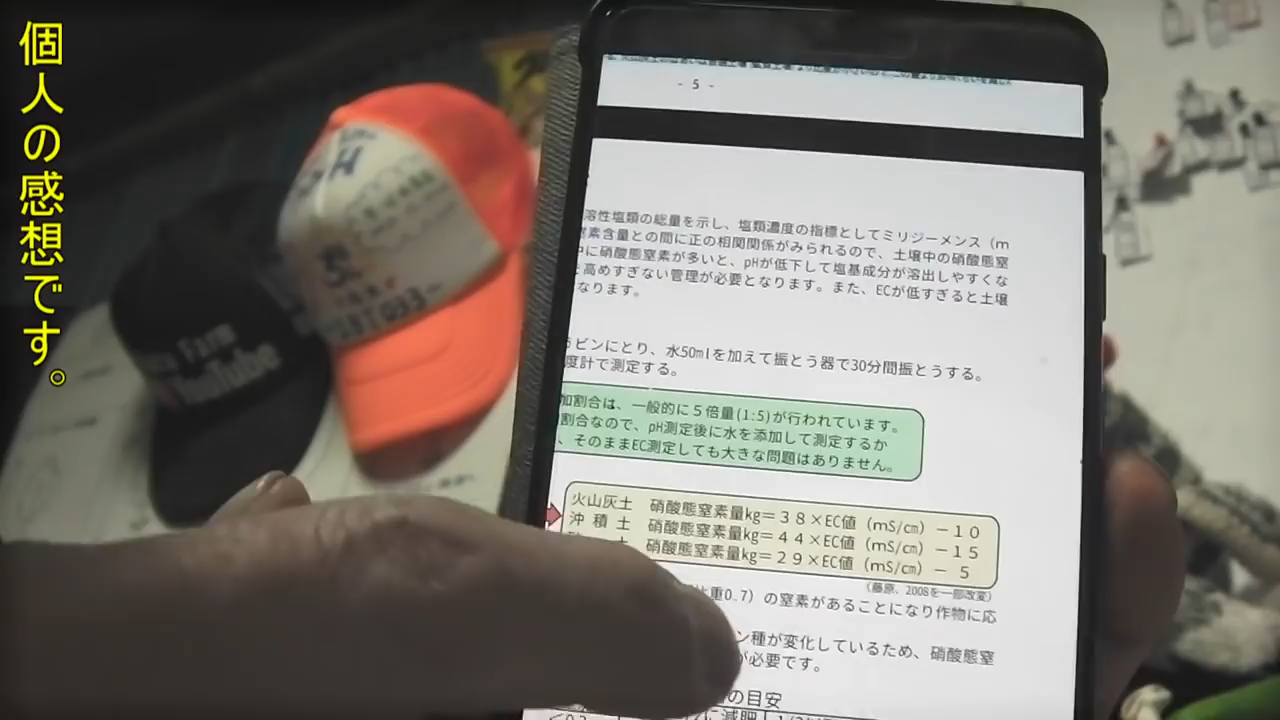 個人の感想です。
YouTube
- 5 -
溶性塩類の総量を示し、塩類濃度の指標としてミリジーメンス（m
素含量との間に正の相関関係がみられるので、土壌中の硝酸態窒
に硝酸態窒素が多いと、pHが低下して塩基成分が溶出しやすくな
高めすぎない管理が必要となります。また、ECが低すぎると土壌
なります。
ビンにとり、水50mlを加えて振とう器で30分間振とうする。
度計で測定する。
加割合は、一般的に５倍量(1:5)が行われています。
割合なので、pH測定後に水を添加して測定するか
、そのままEC測定しても大きな問題はありません。
火山灰土 硝酸態窒素量kg＝３８×EC値（mS/㎝）－１０
沖 積 土 硝酸態窒素量kg＝４４×EC値（mS/㎝）－１５
土 硝酸態窒素量kg＝２９×EC値（mS/㎝）－ ５
（藤原、2008を一部改変）
重0.7）の窒素があることになり作物に応
ン種が変化しているため、硝酸態窒
が必要です。
の目安